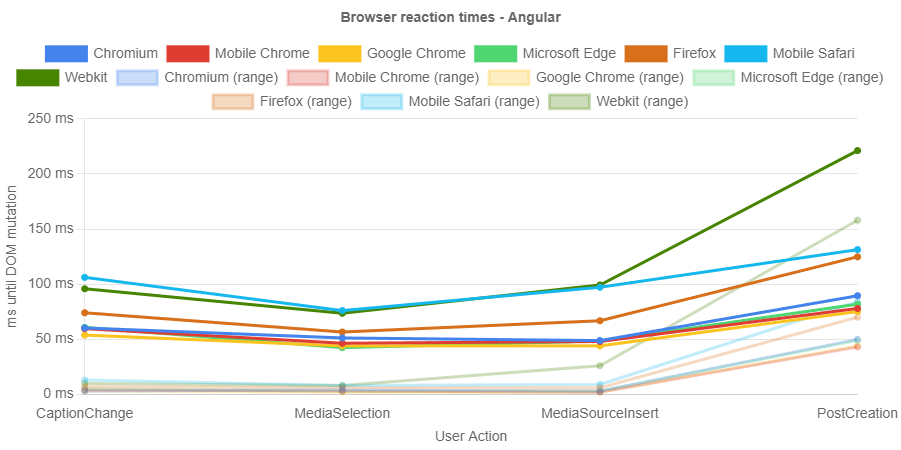 Browser reaction times - Angular
Chromium Mobile Chrome Google Chrome Microsoft Edge Firefox Mobile Safari
Webkit Chromium (range) Mobile Chrome (range) Google Chrome (range) Microsoft Edge (range)
Firefox (range) Mobile Safari (range) Webkit (range)
250 ms
200 ms
150 ms
100 ms
50 ms
0 ms
ms until DOM mutation
CaptionChange MediaSelection MediaSourceInsert PostCreation
User Action